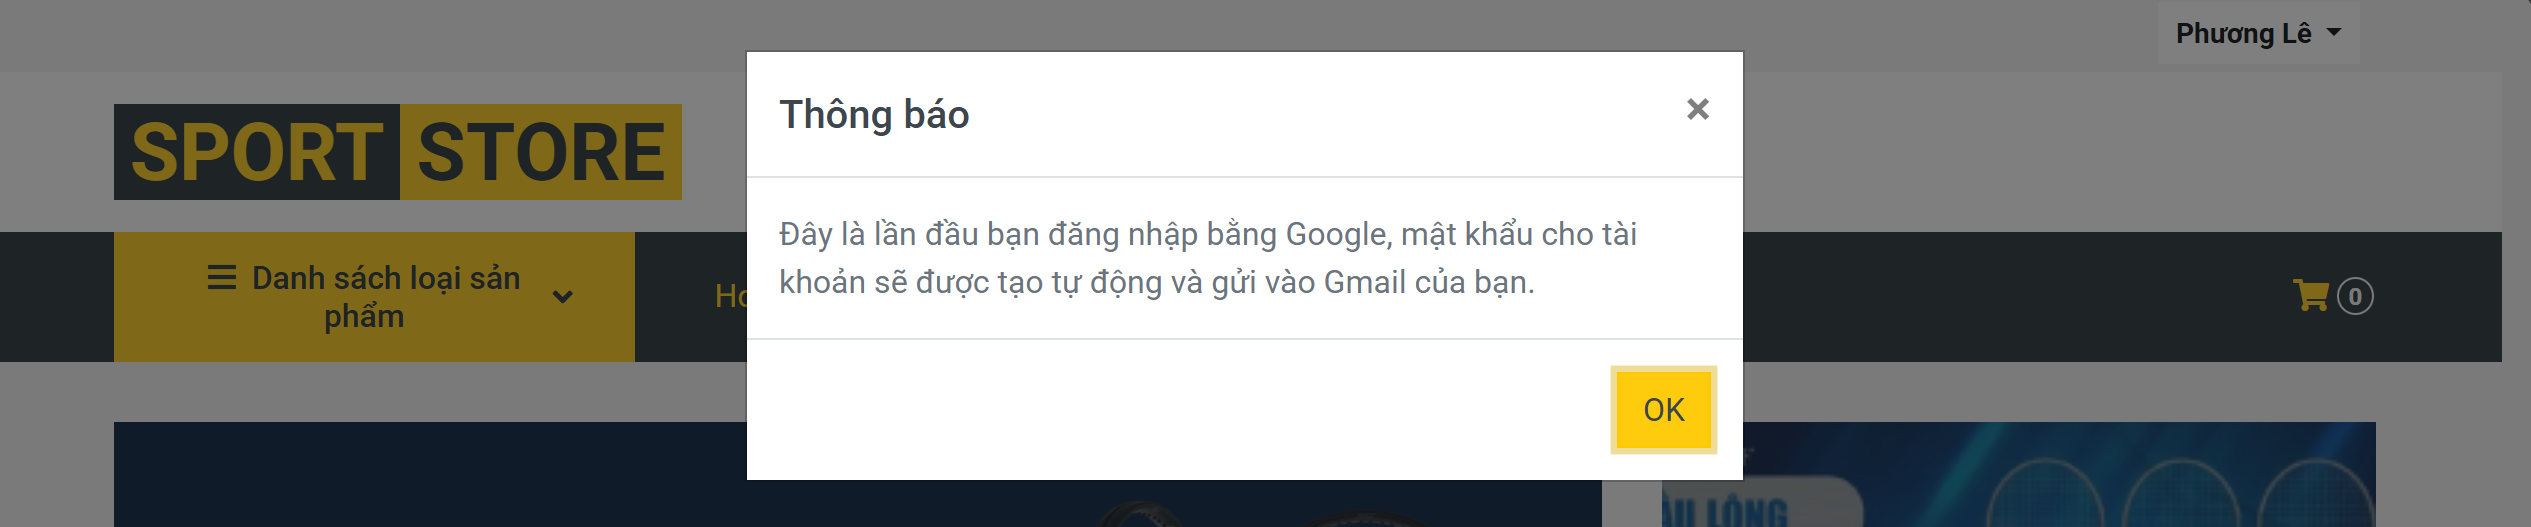 Phương Lê
SPORT STORE
Thông báo
×
Đây là lần đầu bạn đăng nhập bằng Google, mật khẩu cho tài
khoản sẽ được tạo tự động và gửi vào Gmail của bạn.
OK
Danh sách loại sản
phẩm
0
LÔNG